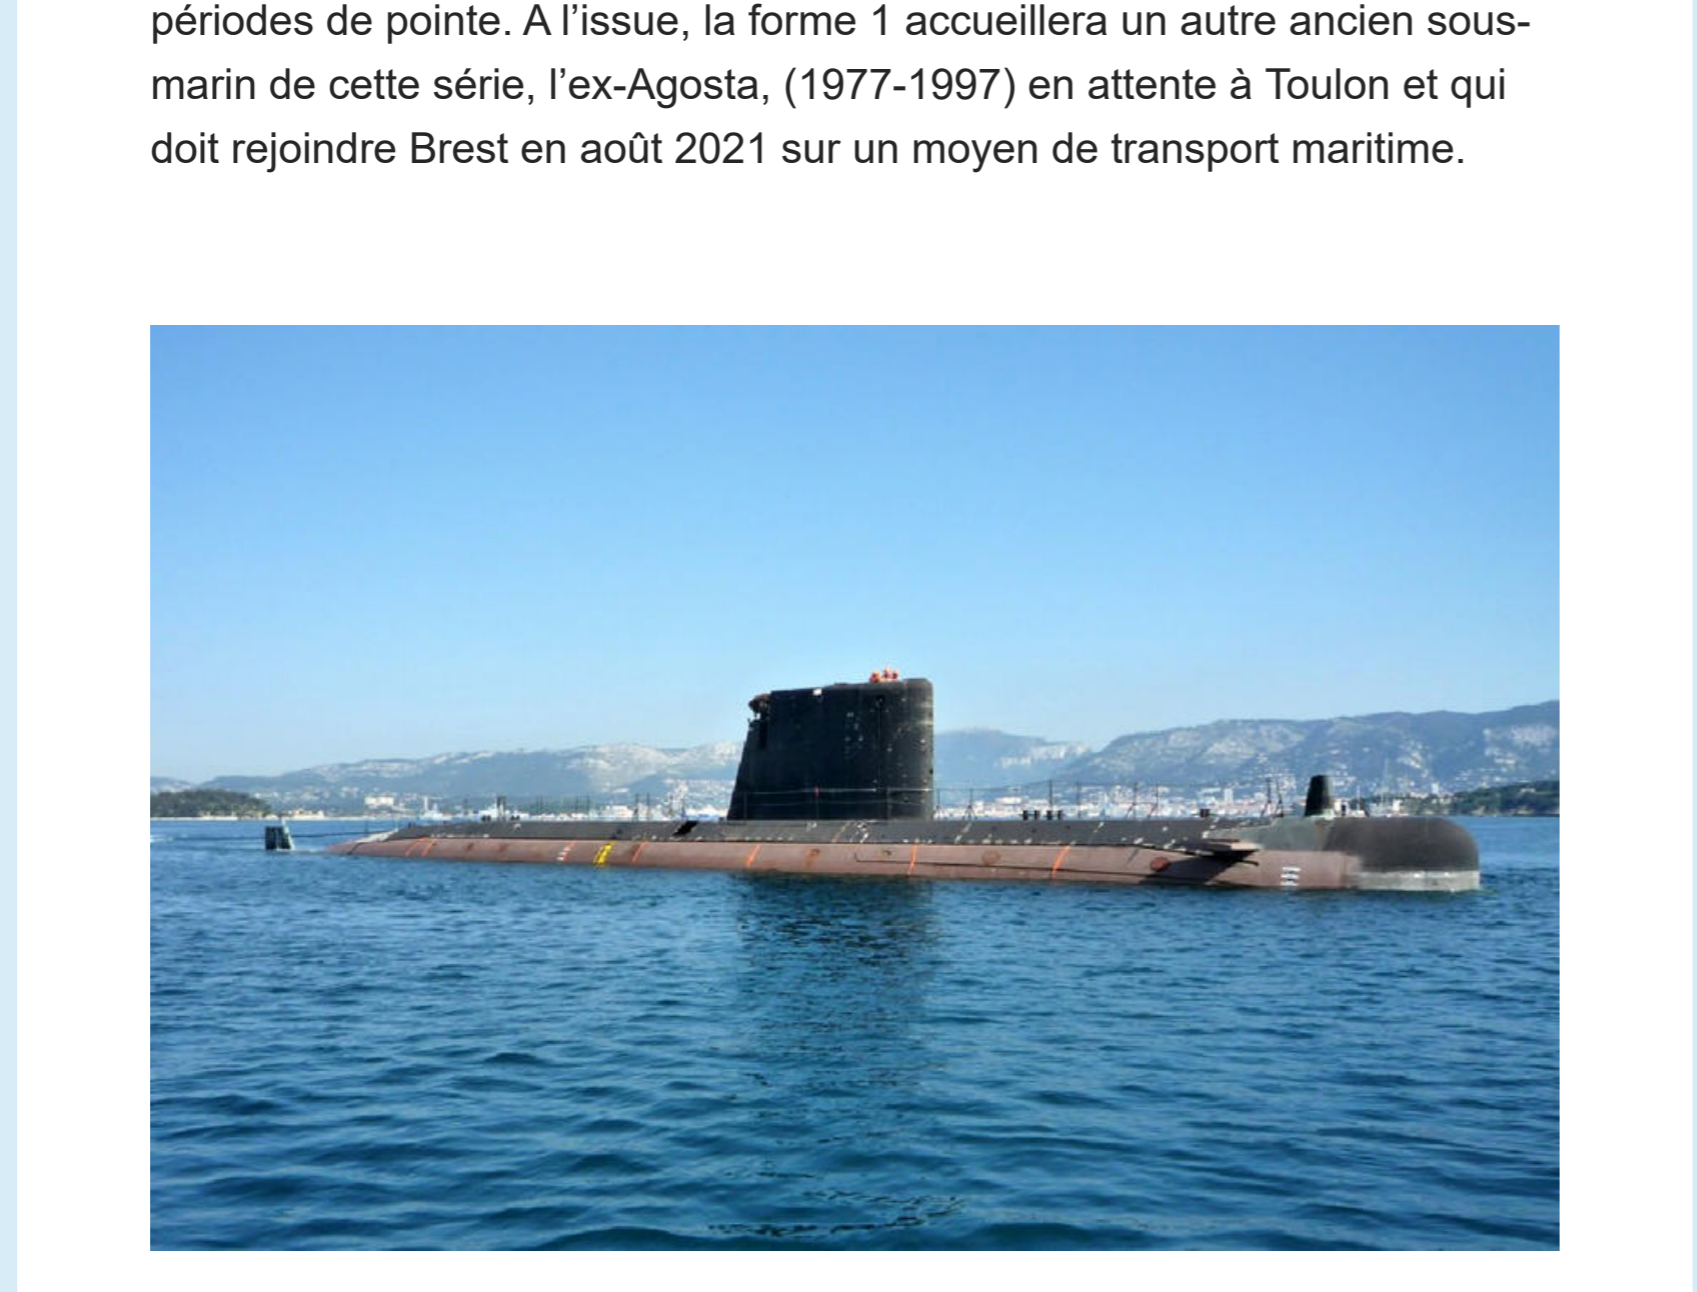 périodes de pointe. A l’issue, la forme 1 accueillera un autre ancien sous-
marin de cette série, l’ex-Agosta, (1977-1997) en attente à Toulon et qui
doit rejoindre Brest en août 2021 sur un moyen de transport maritime.